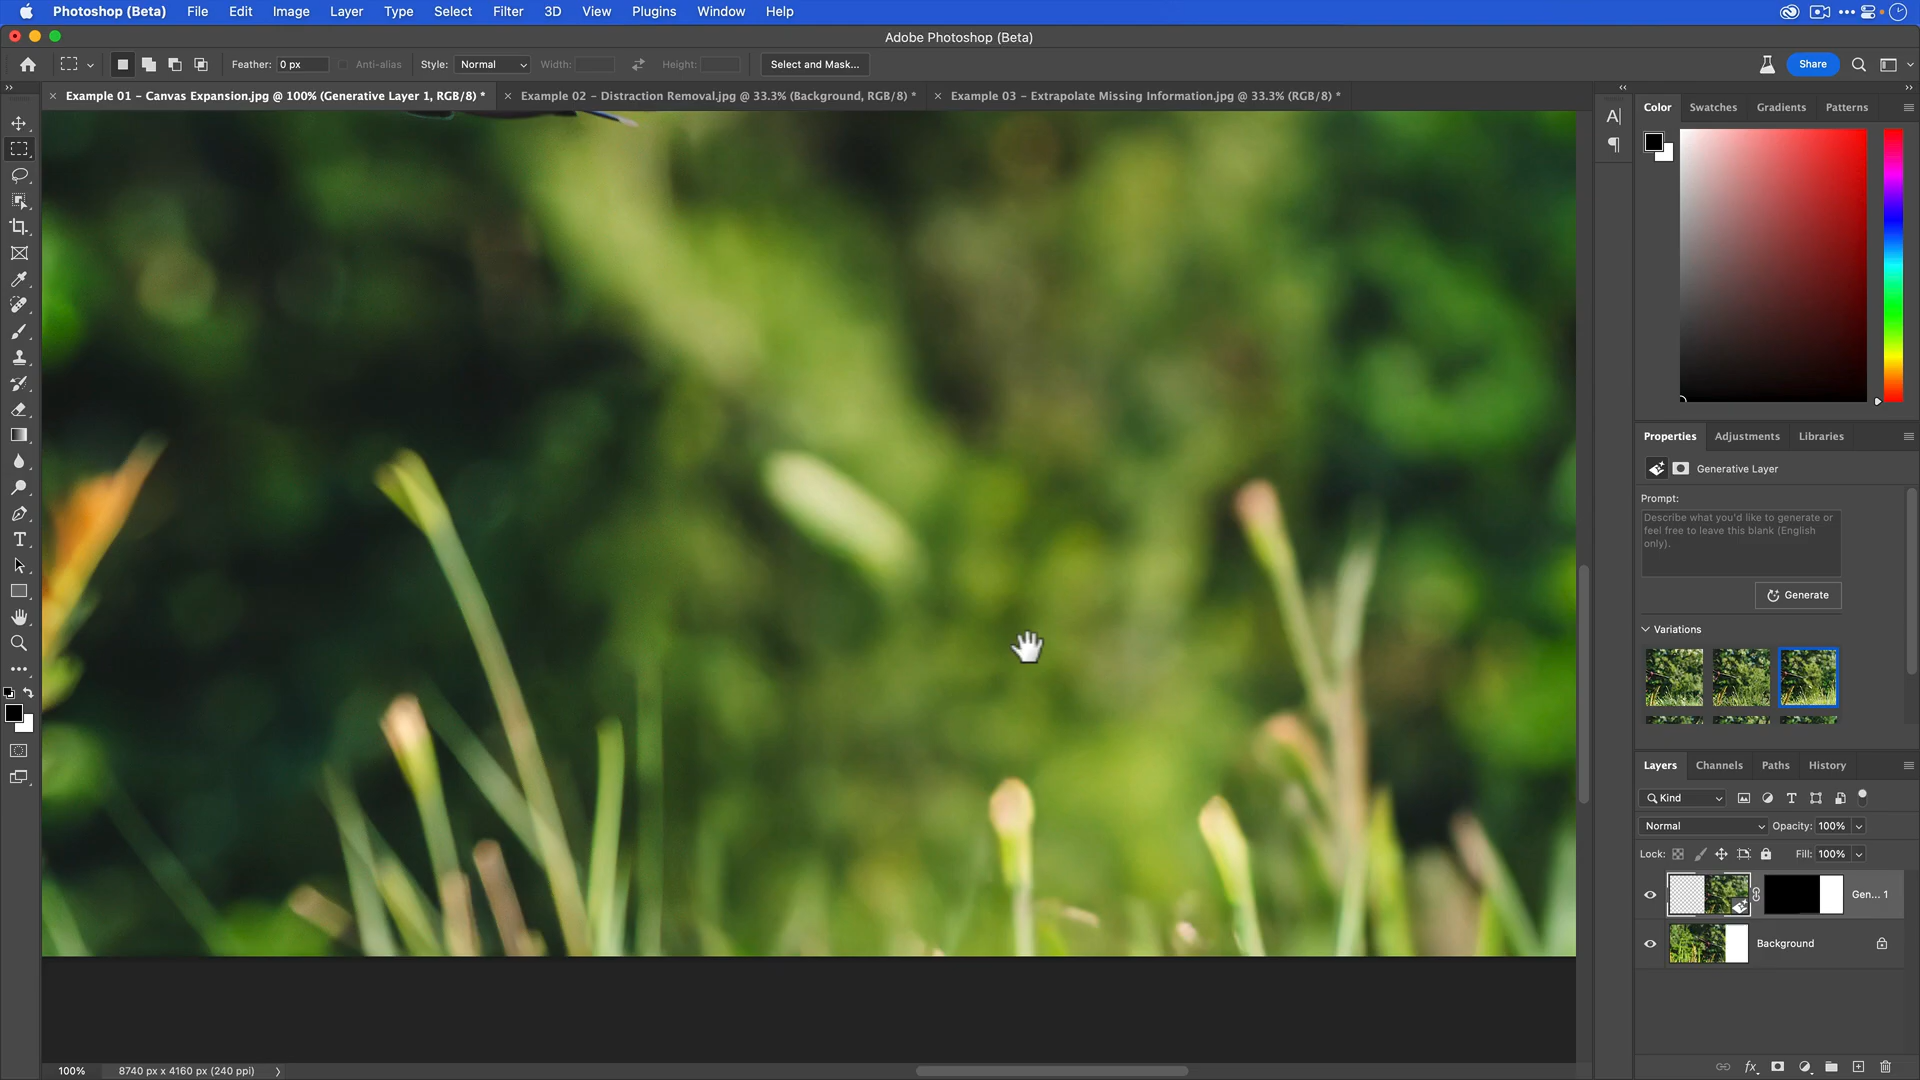 Photoshop (Beta) File Edit Image Layer Type Select Filter 3D View Plugins Window Help
Adobe Photoshop (Beta)
Feather: 0 px Anti-alias Style: Normal Width: Height: Select and Mask... Share
Example 01 – Canvas Expansion.jpg @ 100% (Generative Layer 1, RGB/8) * Example 02 – Distraction Removal.jpg @ 33.3% (Background, RGB/8) * Example 03 – Extrapolate Missing Information.jpg @ 33.3% (RGB/8) *
Color Swatches Gradients Patterns
Properties Adjustments Libraries
Generative Layer
Prompt:
Describe what you'd like to generate or
feel free to leave this blank (English
only).
Generate
Variations
Layers Channels Paths History
Kind
Normal Opacity: 100%
Lock: Fill: 100%
Gen... 1
Background
100% 8740 px x 4160 px (240 ppi)